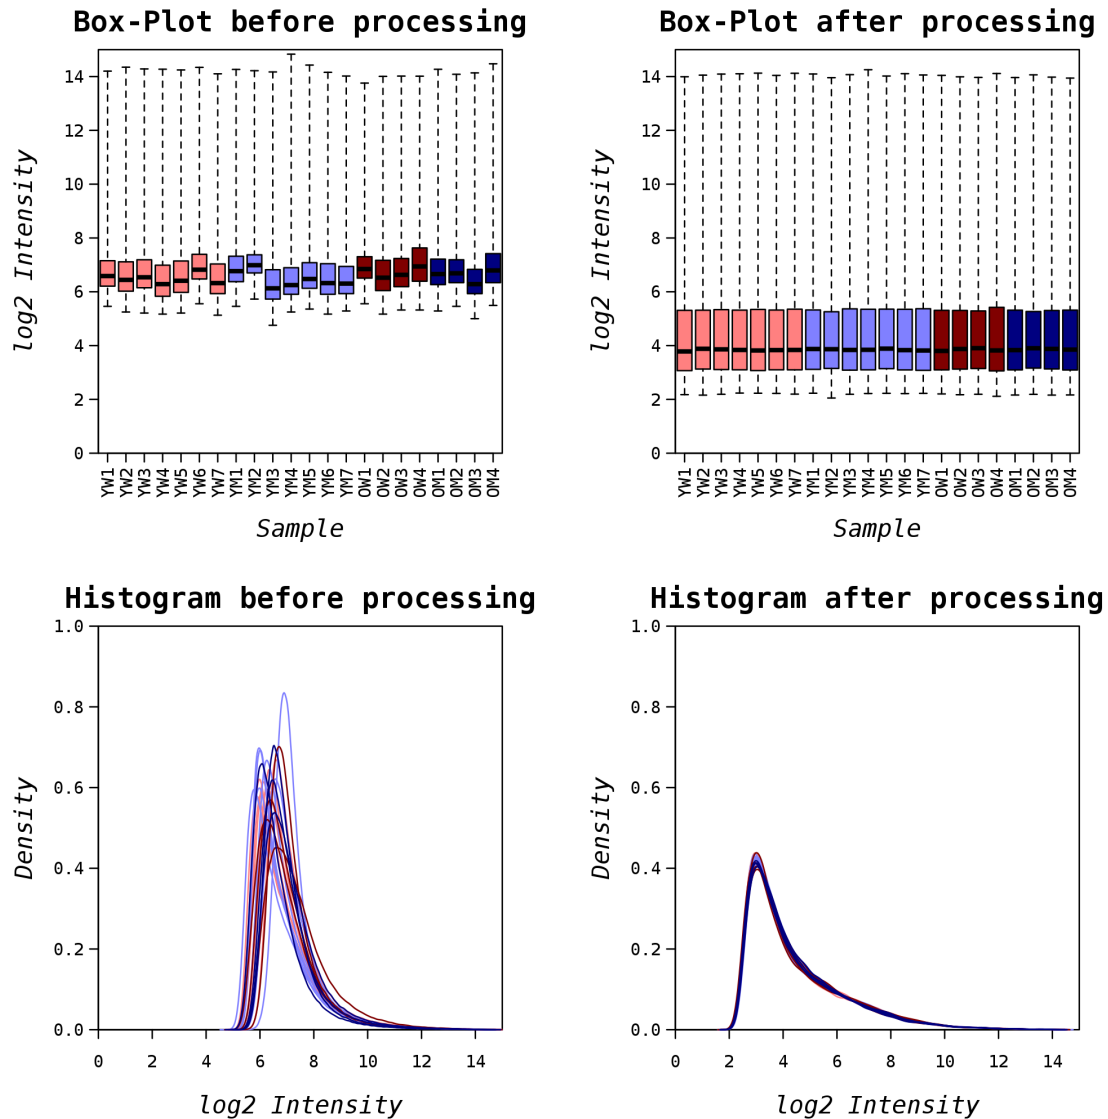 Box-Plot before processing
log2 Intensity
14
12
10
8
6
4
2
0
YW1 YW2 YW3 YW4 YW5 YW6 YW7 YM1 YM2 YM3 YM4 YM5 YM6 YM7 OW1 OW2 OW3 OW4 OM1 OM2 OM3 OM4
Sample
Box-Plot after processing
log2 Intensity
14
12
10
8
6
4
2
0
YW1 YW2 YW3 YW4 YW5 YW6 YW7 YM1 YM2 YM3 YM4 YM5 YM6 YM7 OW1 OW2 OW3 OW4 OM1 OM2 OM3 OM4
Sample
Histogram before processing
Density
1.0
0.8
0.6
0.4
0.2
0.0
0 2 4 6 8 10 12 14
log2 Intensity
Histogram after processing
Density
1.0
0.8
0.6
0.4
0.2
0.0
0 2 4 6 8 10 12 14
log2 Intensity